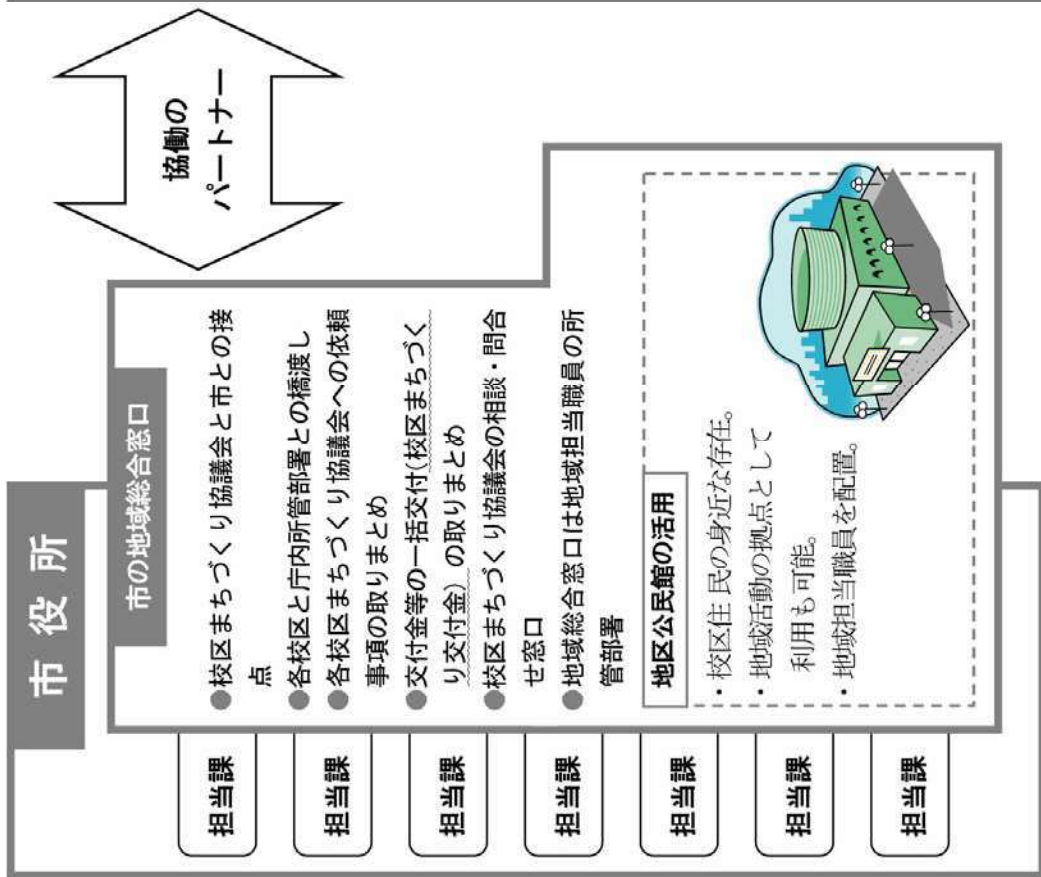 協働の
パートナー
市役所
市の地域総合窓口
●校区まちづくり協議会と市との接
点
●各校区と庁内所管部署との橋渡し
●各校区まちづくり協議会への依頼
事項の取りまとめ
●交付金等の一括交付(校区まちづく
り交付金)の取りまとめ
●校区まちづくり協議会の相談・問合
せ窓口
●地域総合窓口は地域担当職員の所
管部署
地区公民館の活用
・校区住 民の身近な存在。
・地域活動の拠点として
利用も可能。
・地域担当職員を配置。
担当課
担当課
担当課
担当課
担当課
担当課
担当課